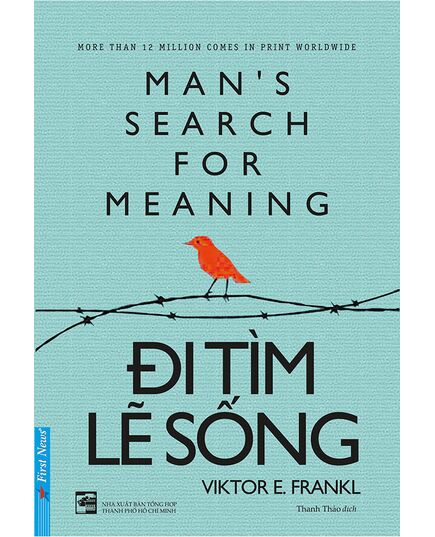 MORE THAN 12 MILLION COMES IN PRINT WORLDWIDE
MAN'S
SEARCH
FOR
MEANING
ĐI TÌM
LẼ SỐNG
VIKTOR E. FRANKL
Thanh Thảo dịch
First News
NHÀ XUẤT BẢN TỔNG HỢP
THÀNH PHỐ HỒ CHÍ MINH